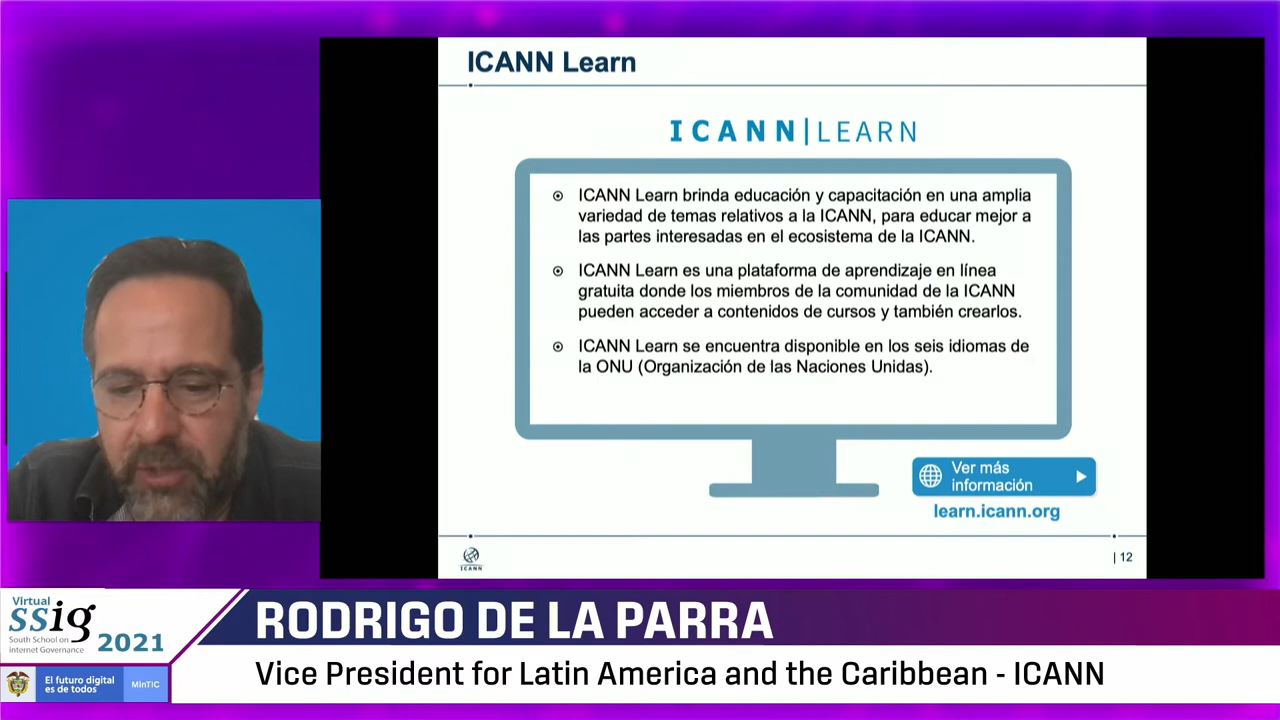 ICANN Learn
ICANN|LEARN
ICANN Learn brinda educación y capacitación en una amplia
variedad de temas relativos a la ICANN, para educar mejor a
las partes interesadas en el ecosistema de la ICANN.
ICANN Learn es una plataforma de aprendizaje en línea
gratuita donde los miembros de la comunidad de la ICANN
pueden acceder a contenidos de cursos y también crearlos.
ICANN Learn se encuentra disponible en los seis idiomas de
la ONU (Organización de las Naciones Unidas).
Ver más
información
learn.icann.org
ICANN
| 12
Virtual
ssig
South School on
Internet Governance
2021
El futuro digital
es de todos
MinTIC
RODRIGO DE LA PARRA
Vice President for Latin America and the Caribbean - ICANN